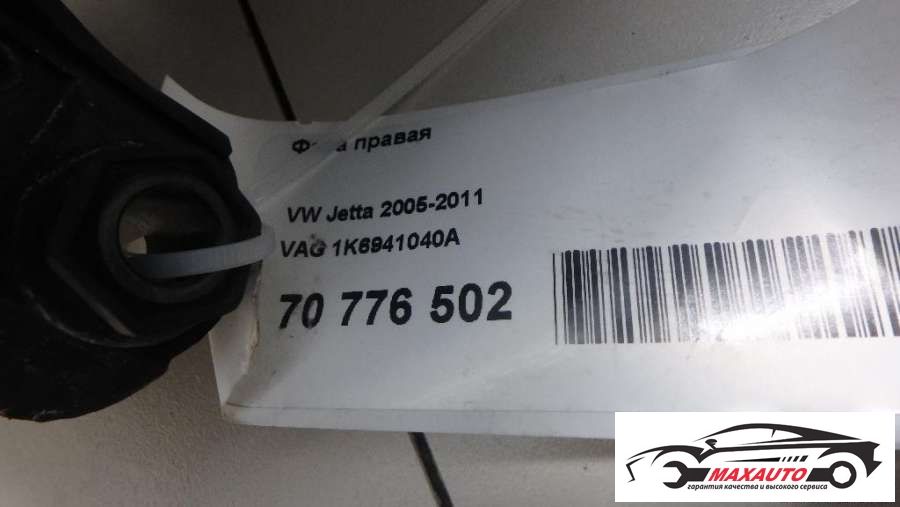 правая
VW Jetta 2005-2011
VAG 1K6941040A
70 776 502
MAXAUTO
гарантия качества и высокого сервиса